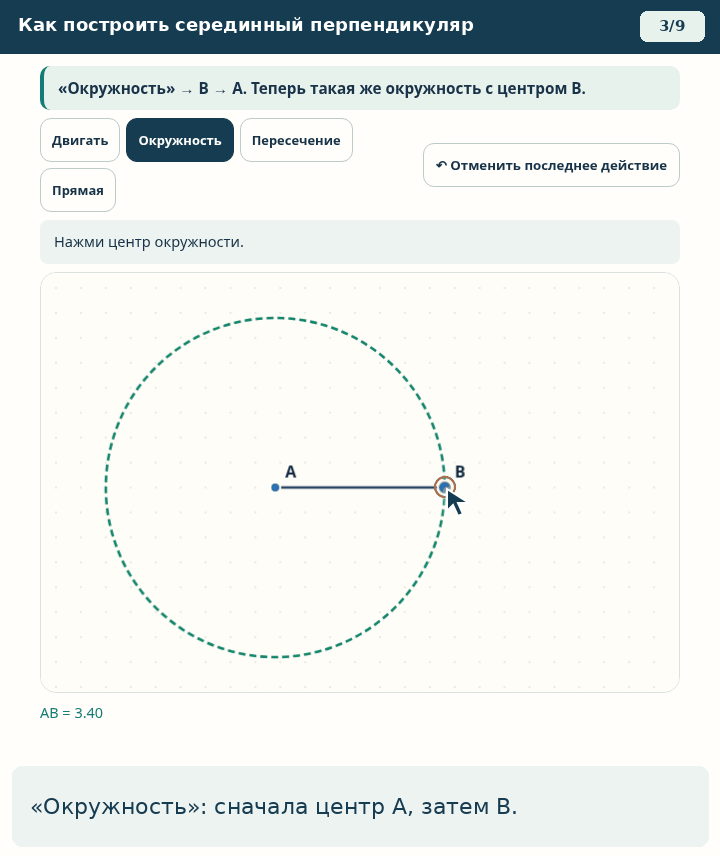 Как построить серединный перпендикуляр
3/9
«Окружность» → B → A. Теперь такая же окружность с центром B.
Двигать
Окружность
Пересечение
Прямая
↶ Отменить последнее действие
Нажми центр окружности.
A
B
AB = 3.40
«Окружность»: сначала центр A, затем B.